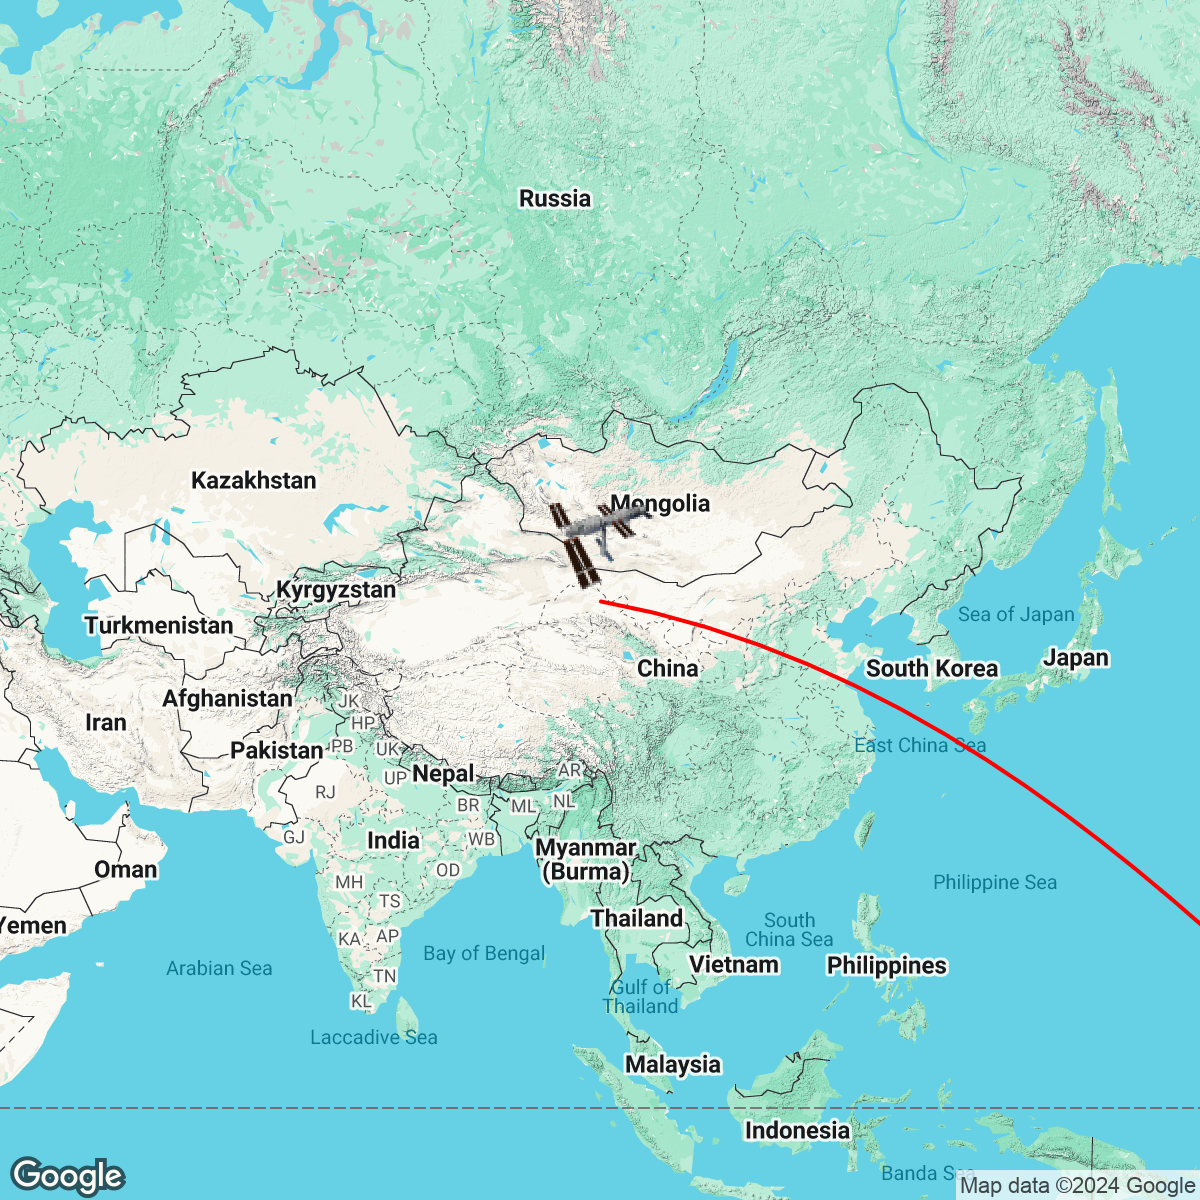 Russia
Kazakhstan
Mongolia
Kyrgyzstan
Turkmenistan
Sea of Japan
Japan
South Korea
China
Afghanistan
JK
HP
Iran
Pakistan
PB
UK
East China Sea
Nepal
UP
AR
RJ
BR
ML
NL
GJ
India
WB
Myanmar
(Burma)
Oman
OD
MH
Philippine Sea
TS
Thailand
South
China Sea
Yemen
KA
AP
Bay of Bengal
Vietnam
Philippines
Arabian Sea
TN
Gulf of
Thailand
KL
Laccadive Sea
Malaysia
Indonesia
Banda Sea
Google
Map data ©2024 Google